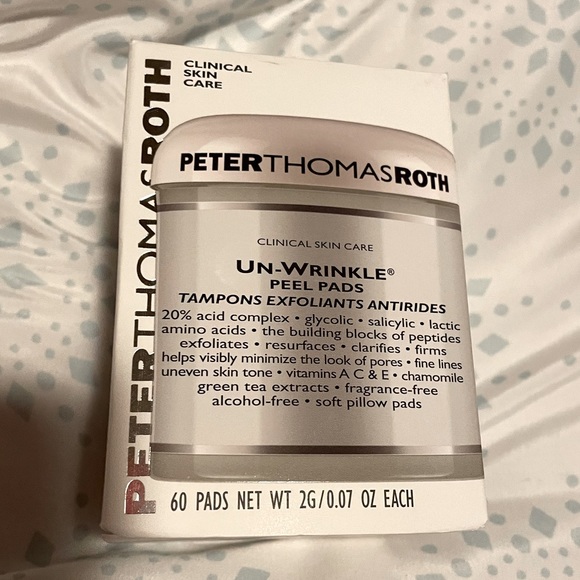 CLINICAL
SKIN
CARE
PETERTHOMASROTH
PETERTHOMASROTH
CLINICAL SKIN CARE
UN-WRINKLE®
PEEL PADS
TAMPONS EXFOLIANTS ANTIRIDES
20% acid complex • glycolic • salicylic • lactic
amino acids • the building blocks of peptides
exfoliates • resurfaces • clarifies • firms
helps visibly minimize the look of pores • fine lines
uneven skin tone • vitamins A C & E • chamomile
green tea extracts • fragrance-free
alcohol-free • soft pillow pads
60 PADS NET WT 2G/0.07 OZ EACH